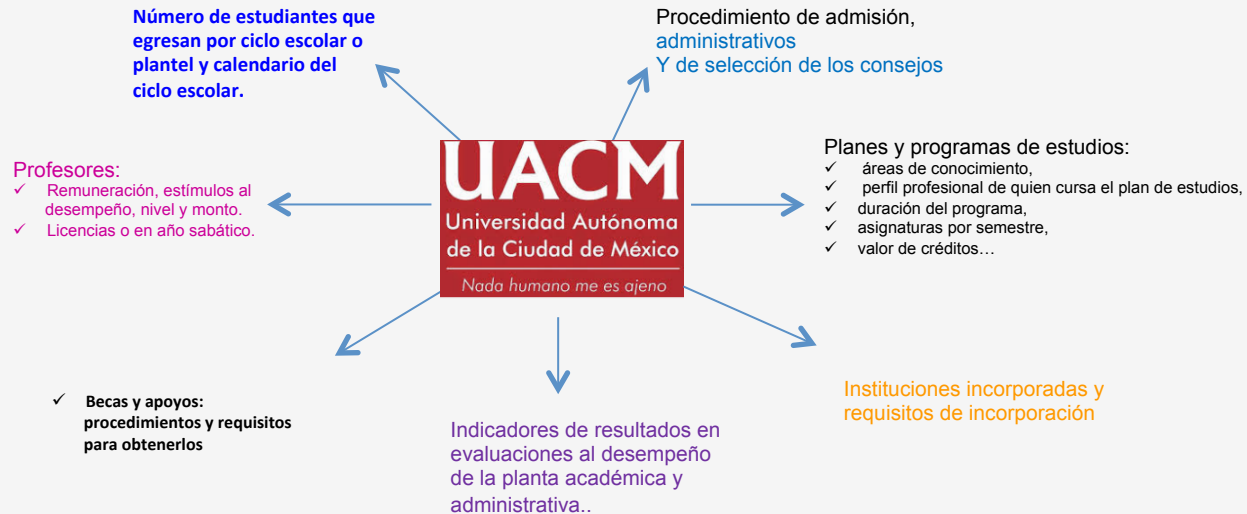 Número de estudiantes que
egresan por ciclo escolar o
plantel y calendario del
ciclo escolar.
Procedimiento de admisión,
administrativos
Y de selección de los consejos
Profesores:
✓ Remuneración, estímulos al
desempeño, nivel y monto.
✓ Licencias o en año sabático.
UACM
Universidad Autónoma
de la Ciudad de México
Nada humano me es ajeno
Planes y programas de estudios:
✓ áreas de conocimiento,
✓ perfil profesional de quien cursa el plan de estudios,
✓ duración del programa,
✓ asignaturas por semestre,
✓ valor de créditos…
✓ Becas y apoyos:
procedimientos y requisitos
para obtenerlos
Indicadores de resultados en
evaluaciones al desempeño
de la planta académica y
administrativa..
Instituciones incorporadas y
requisitos de incorporación